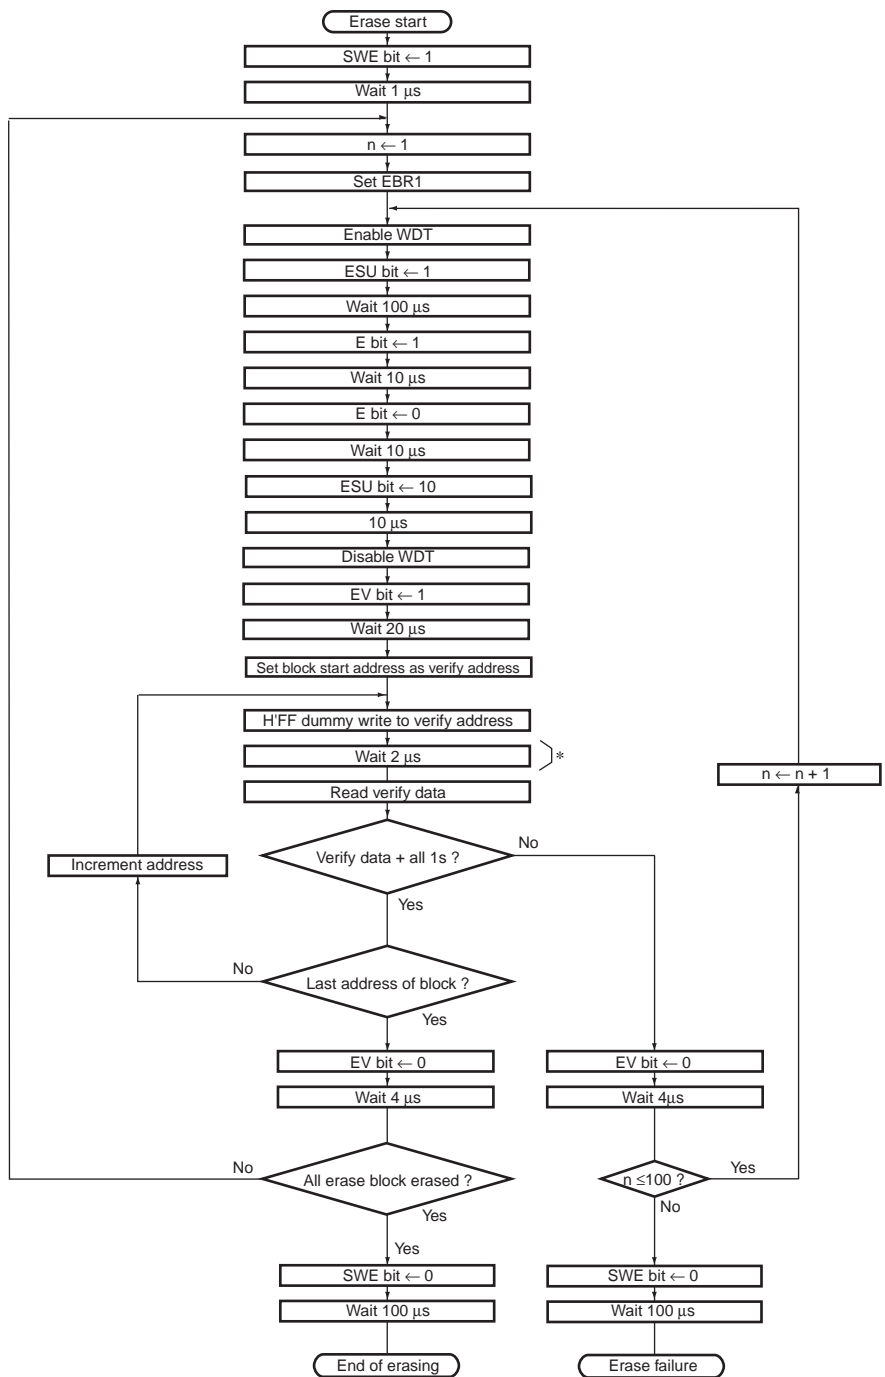 Erase start
SWE bit ← 1
Wait 1 µs
n ← 1
Set EBR1
Enable WDT
ESU bit ← 1
Wait 100 µs
E bit ← 1
Wait 10 µs
E bit ← 0
Wait 10 µs
ESU bit ← 10
10 µs
Disable WDT
EV bit ← 1
Wait 20 µs
Set block start address as verify address
H'FF dummy write to verify address
Wait 2 µs
*
n ← n + 1
Read verify data
No
Verify data + all 1s ?
Increment address
Yes
No
Last address of block ?
Yes
EV bit ← 0
EV bit ← 0
Wait 4 µs
Wait 4µs
No
All erase block erased ?
Yes
n ≤100 ?
Yes
No
Yes
SWE bit ← 0
SWE bit ← 0
Wait 100 µs
Wait 100 µs
End of erasing
Erase failure